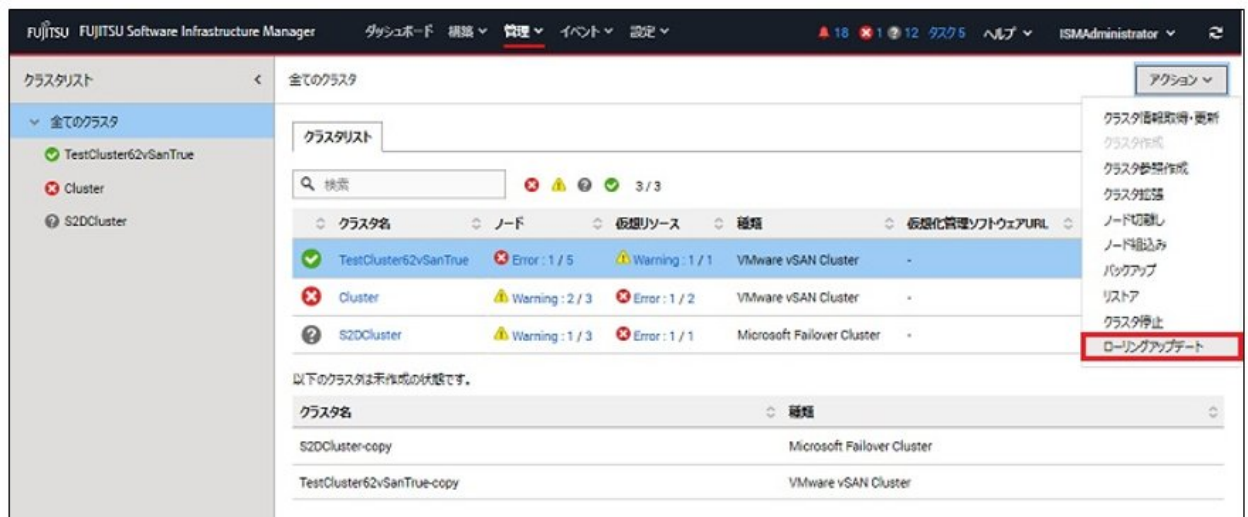 FUJITSU FUJITSU Software Infrastructure Manager ダッシュボード 構築 管理 イベント 設定 18 1 12 タスク 5 ヘルプ ISMAdministrator
クラスタリスト
全てのクラスタ
TestCluster62vSanTrue
Cluster
S2DCluster
全てのクラスタ
アクション
クラスタ情報取得・更新
クラスタ作成
クラスタ参照作成
クラスタ拡張
ノード切離し
ノード組込み
バックアップ
リストア
クラスタ停止
ローリングアップデート
クラスタリスト
検索 3 / 3
クラスタ名 ノード 仮想リソース 種類 仮想化管理ソフトウェアURL
TestCluster62vSanTrue Error : 1 / 5 Warning : 1 / 1 VMware vSAN Cluster -
Cluster Warning : 2 / 3 Error : 1 / 2 VMware vSAN Cluster -
S2DCluster Warning : 1 / 3 Error : 1 / 1 Microsoft Failover Cluster -
以下のクラスタは未作成の状態です。
クラスタ名 種類
S2DCluster-copy Microsoft Failover Cluster
TestCluster62vSanTrue-copy VMware vSAN Cluster